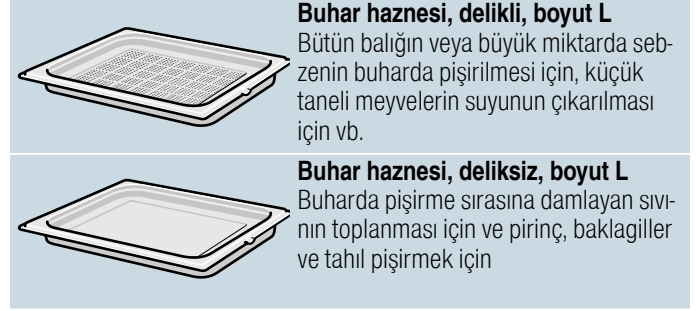 Buhar haznesi, delikli, boyut L
Bütün balığın veya büyük miktarda seb-
zenin buharda pişirilmesi için, küçük
taneli meyvelerin suyunun çıkarılması
için vb.
Buhar haznesi, deliksiz, boyut L
Buharda pişirme sırasına damlayan sıvı-
nın toplanması için ve pirinç, baklagiller
ve tahıl pişirmek için